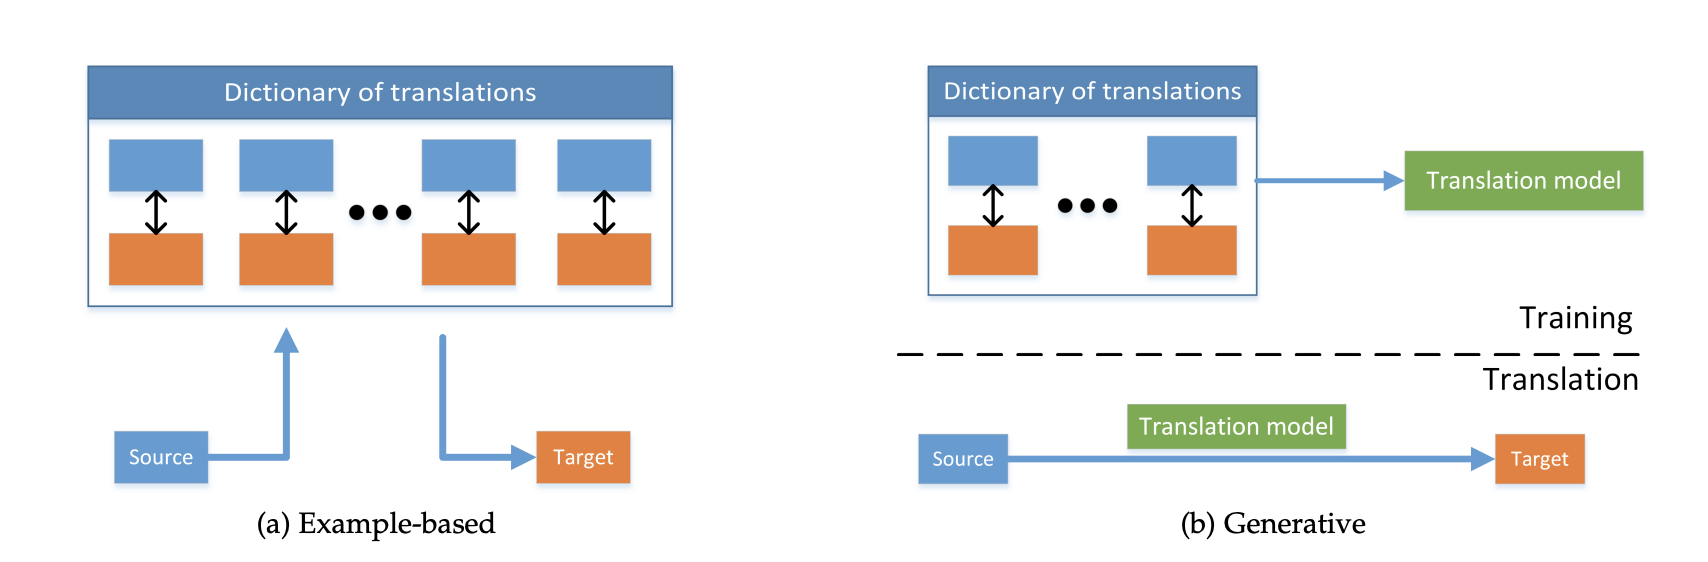 Dictionary of translations
Source
Target
(a) Example-based
Dictionary of translations
Translation model
Training
Translation
Translation model
Source
Target
(b) Generative